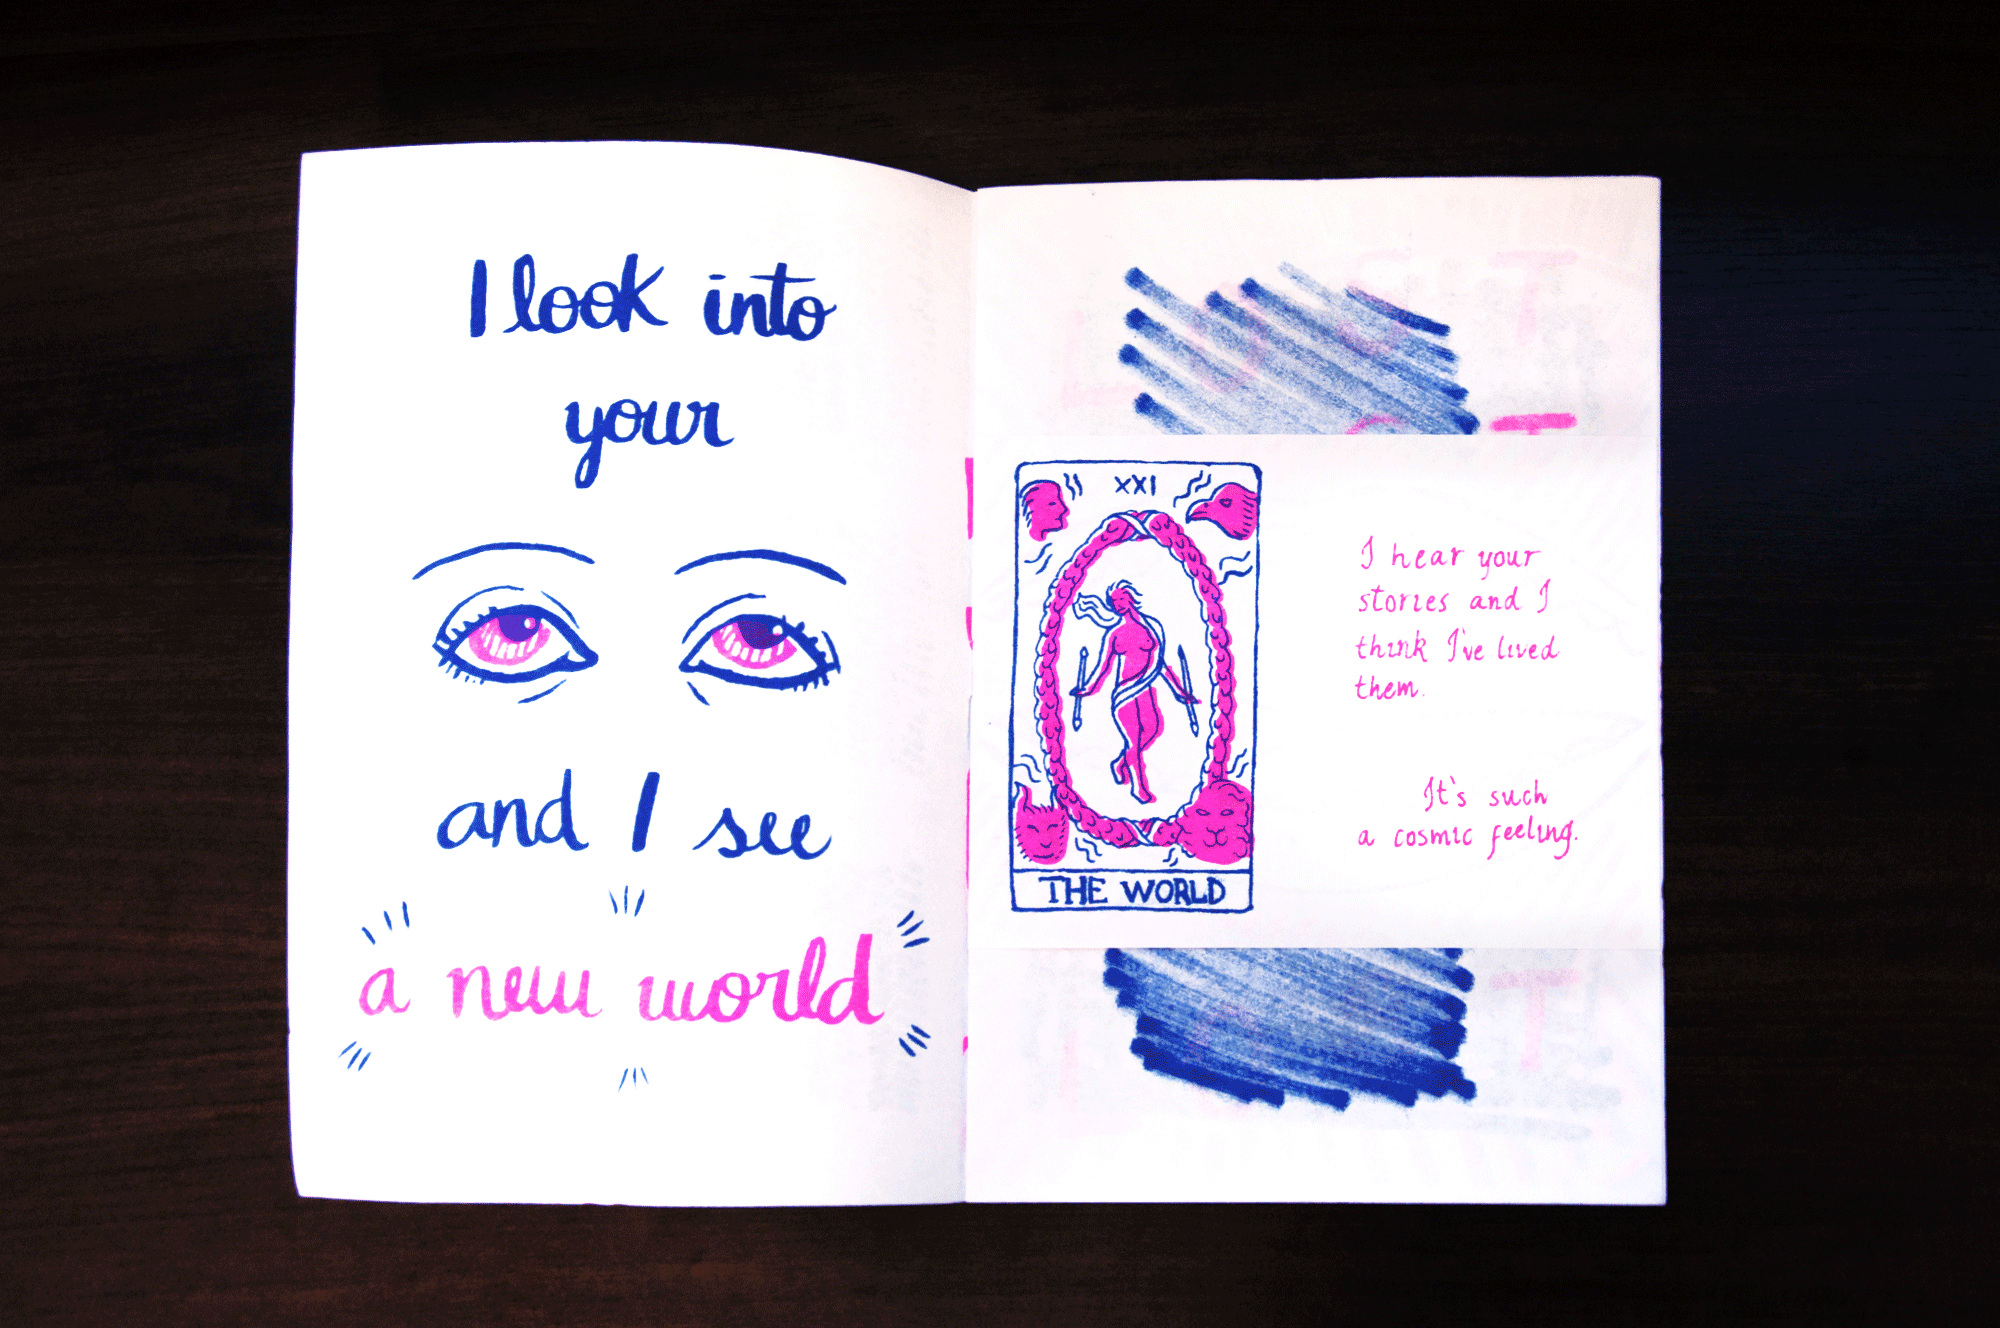 I look into
your
and I see
a new world
XXI
THE WORLD
I hear your
stories and I
think I've lived
them.
It's such
a cosmic feeling.